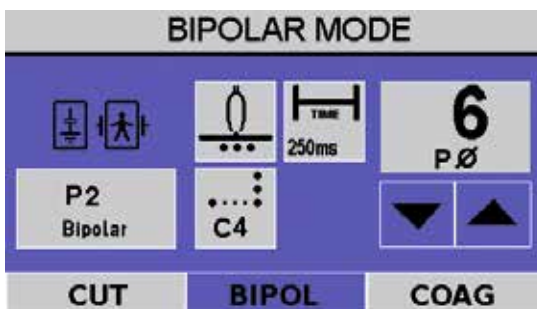 BIPOLAR MODE
TIME
250ms
6
PØ
P2
Bipolar
C4
CUT
BIPOL
COAG